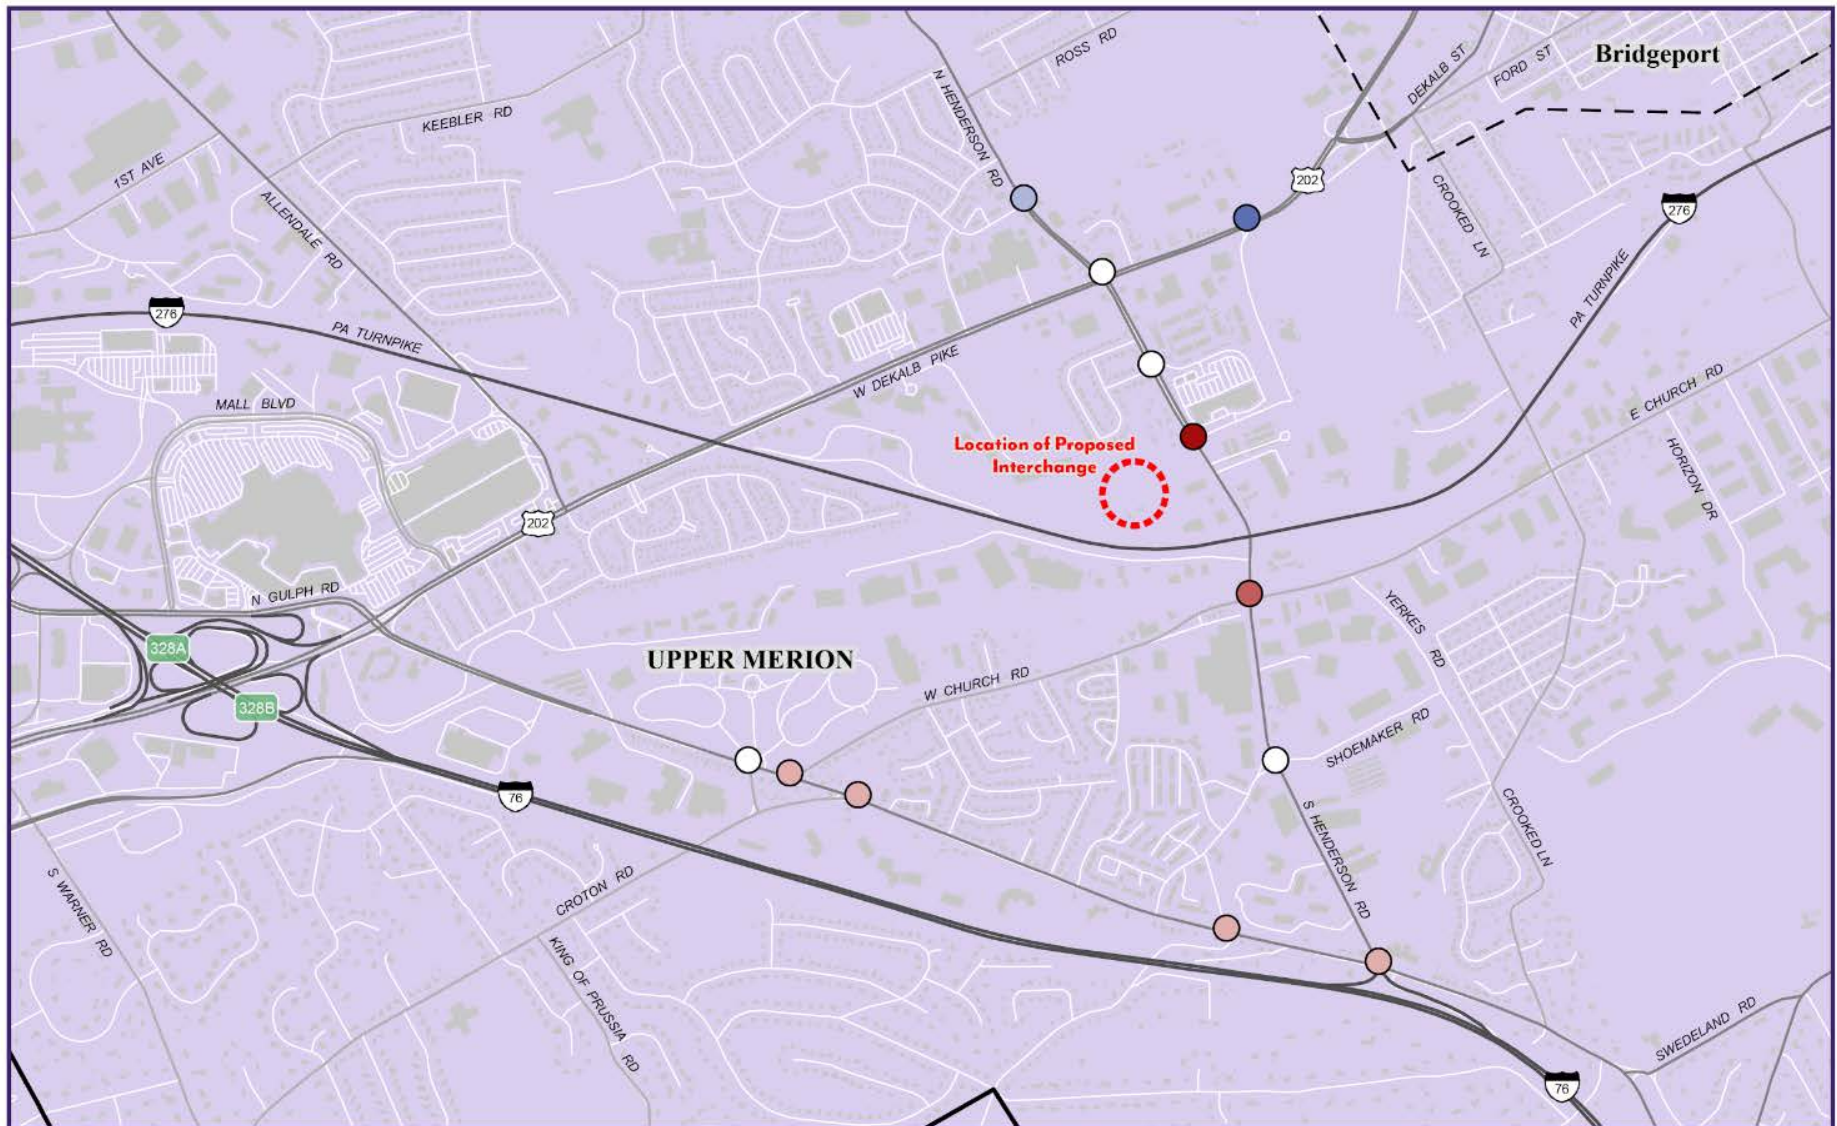 Bridgeport
ROSS RD
DEKALB ST
FORD ST
N HENDERSON RD
KEEBLER RD
1ST AVE
202
ALLENDALE RD
CROOKED LN
276
276
PA TURNPIKE
PA TURNPIKE
W DEKALB PIKE
E CHURCH RD
MALL BLVD
Location of Proposed
Interchange
HORIZON DR
202
N GULPH RD
YERKES RD
328A
UPPER MERION
W CHURCH RD
328B
SHOEMAKER RD
76
CROOKED LN
S HENDERSON RD
S WARNER RD
CROTON RD
KING OF PRUSSIA RD
SWEDELAND RD
76